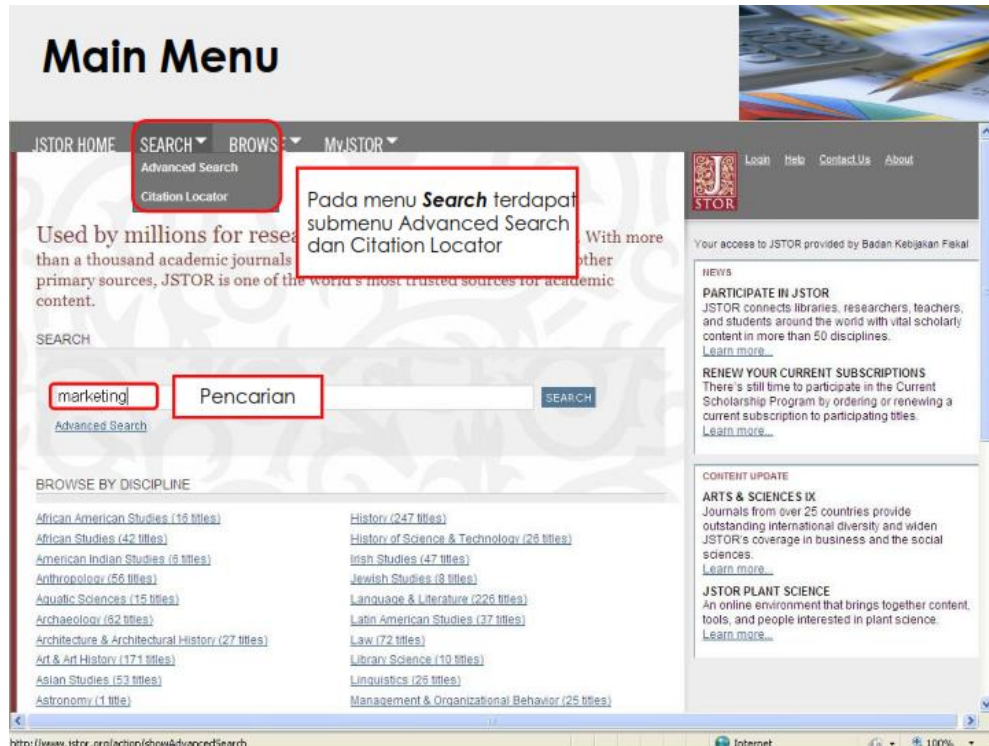 Main Menu
JSTOR HOME SEARCH BROWSE MyJSTOR
Advanced Search
Citation Locator
Pada menu Search terdapat
submenu Advanced Search
dan Citation Locator
Used by millions for resea
With more
than a thousand academic journals
other
primary sources, JSTOR is one of the world's most trusted sources for academic
content.
SEARCH
marketing
Pencarian
SEARCH
Advanced Search
BROWSE BY DISCIPLINE
African American Studies (16 titles)
African Studies (42 titles)
American Indian Studies (6 titles)
Anthropology (56 titles)
Aquatic Sciences (15 titles)
Archaeology (62 titles)
Architecture & Architectural History (27 titles)
Art & Art History (171 titles)
Asian Studies (53 titles)
Astronomy (1 title)
History (247 titles)
History of Science & Technology (26 titles)
Irish Studies (47 titles)
Jewish Studies (8 titles)
Language & Literature (226 titles)
Latin American Studies (37 titles)
Law (72 titles)
Library Science (10 titles)
Linguistics (26 titles)
Management & Organizational Behavior (25 titles)
JSTOR
Login Help Contact Us About
Your access to JSTOR provided by Badan Kebijakan Fiskal
NEWS
PARTICIPATE IN JSTOR
JSTOR connects libraries, researchers, teachers,
and students around the world with vital scholarly
content in more than 50 disciplines.
Learn more...
RENEW YOUR CURRENT SUBSCRIPTIONS
There's still time to participate in the Current
Scholarship Program by ordering or renewing a
current subscription to participating titles.
Learn more...
CONTENT UPDATE
ARTS & SCIENCES IX
Journals from over 25 countries provide
outstanding international diversity and widen
JSTOR's coverage in business and the social
sciences.
Learn more...
JSTOR PLANT SCIENCE
An online environment that brings together content,
tools, and people interested in plant science.
Learn more...
http://www.jstor.org/action/showAdvancedSearch
Internet
100%